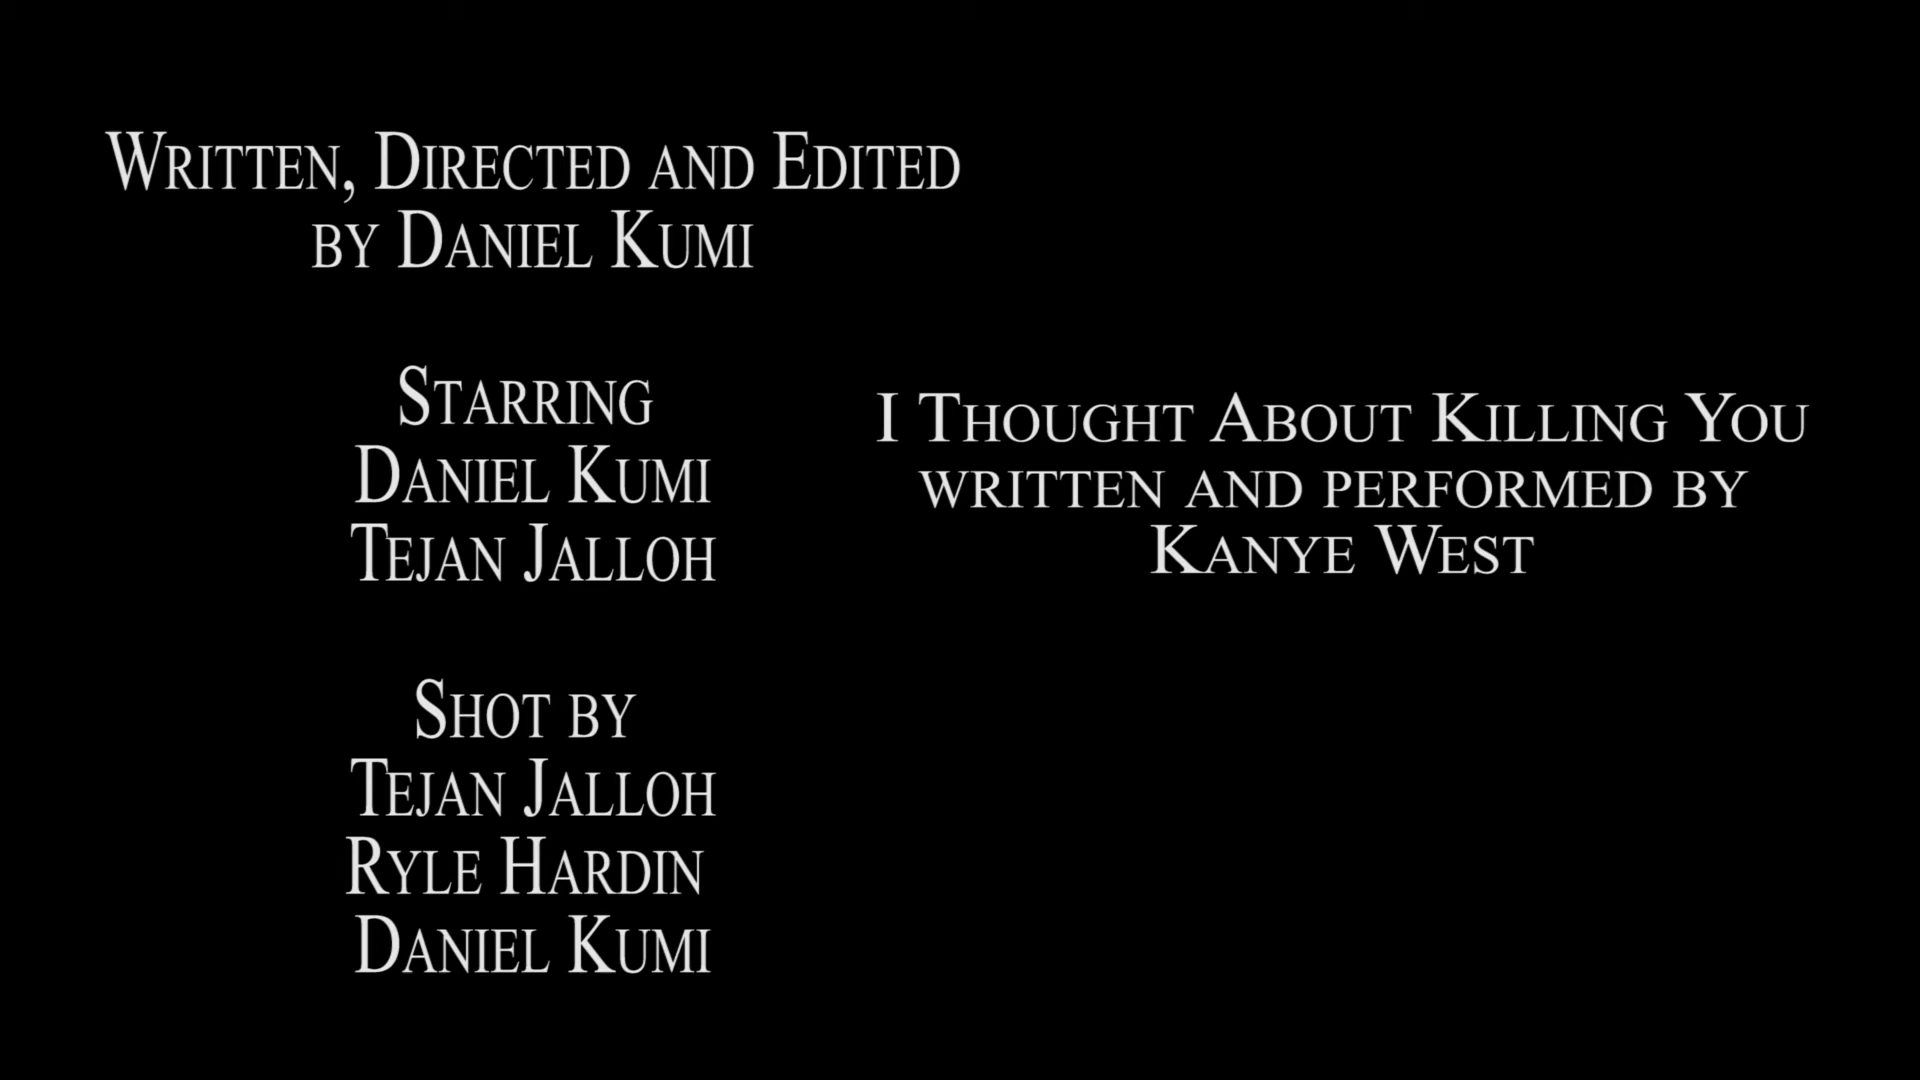 Written, Directed and Edited
by Daniel Kumi
Starring
Daniel Kumi
Tejan Jalloh
Shot by
Tejan Jalloh
Ryle Hardin
Daniel Kumi
I Thought About Killing You
written and performed by
Kanye West